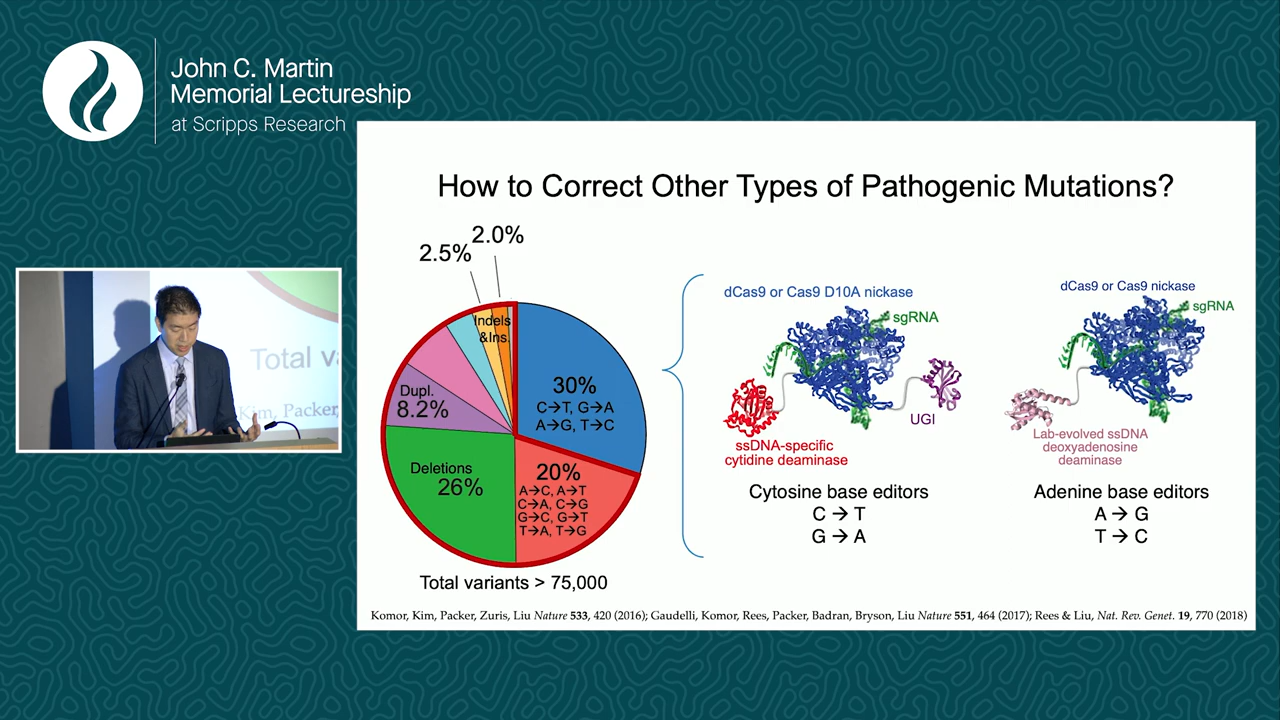 John C. Martin
Memorial Lectureship
at Scripps Research
How to Correct Other Types of Pathogenic Mutations?
2.5%
2.0%
Indels
&Ins.
30%
C→T, G→A
A→G, T→C
Dupl.
8.2%
Deletions
26%
20%
A→C, A→T
C→A, C→G
G→C, G→T
T→A, T→G
Total variants > 75,000
dCas9 or Cas9 D10A nickase
sgRNA
UGI
ssDNA-specific
cytidine deaminase
Cytosine base editors
C → T
G → A
dCas9 or Cas9 nickase
sgRNA
Lab-evolved ssDNA
deoxyadenosine
deaminase
Adenine base editors
A → G
T → C
Komor, Kim, Packer, Zuris, Liu Nature 533, 420 (2016); Gaudelli, Komor, Rees, Packer, Badran, Bryson, Liu Nature 551, 464 (2017); Rees & Liu, Nat. Rev. Genet. 19, 770 (2018)
Total va
Kim, Packer,